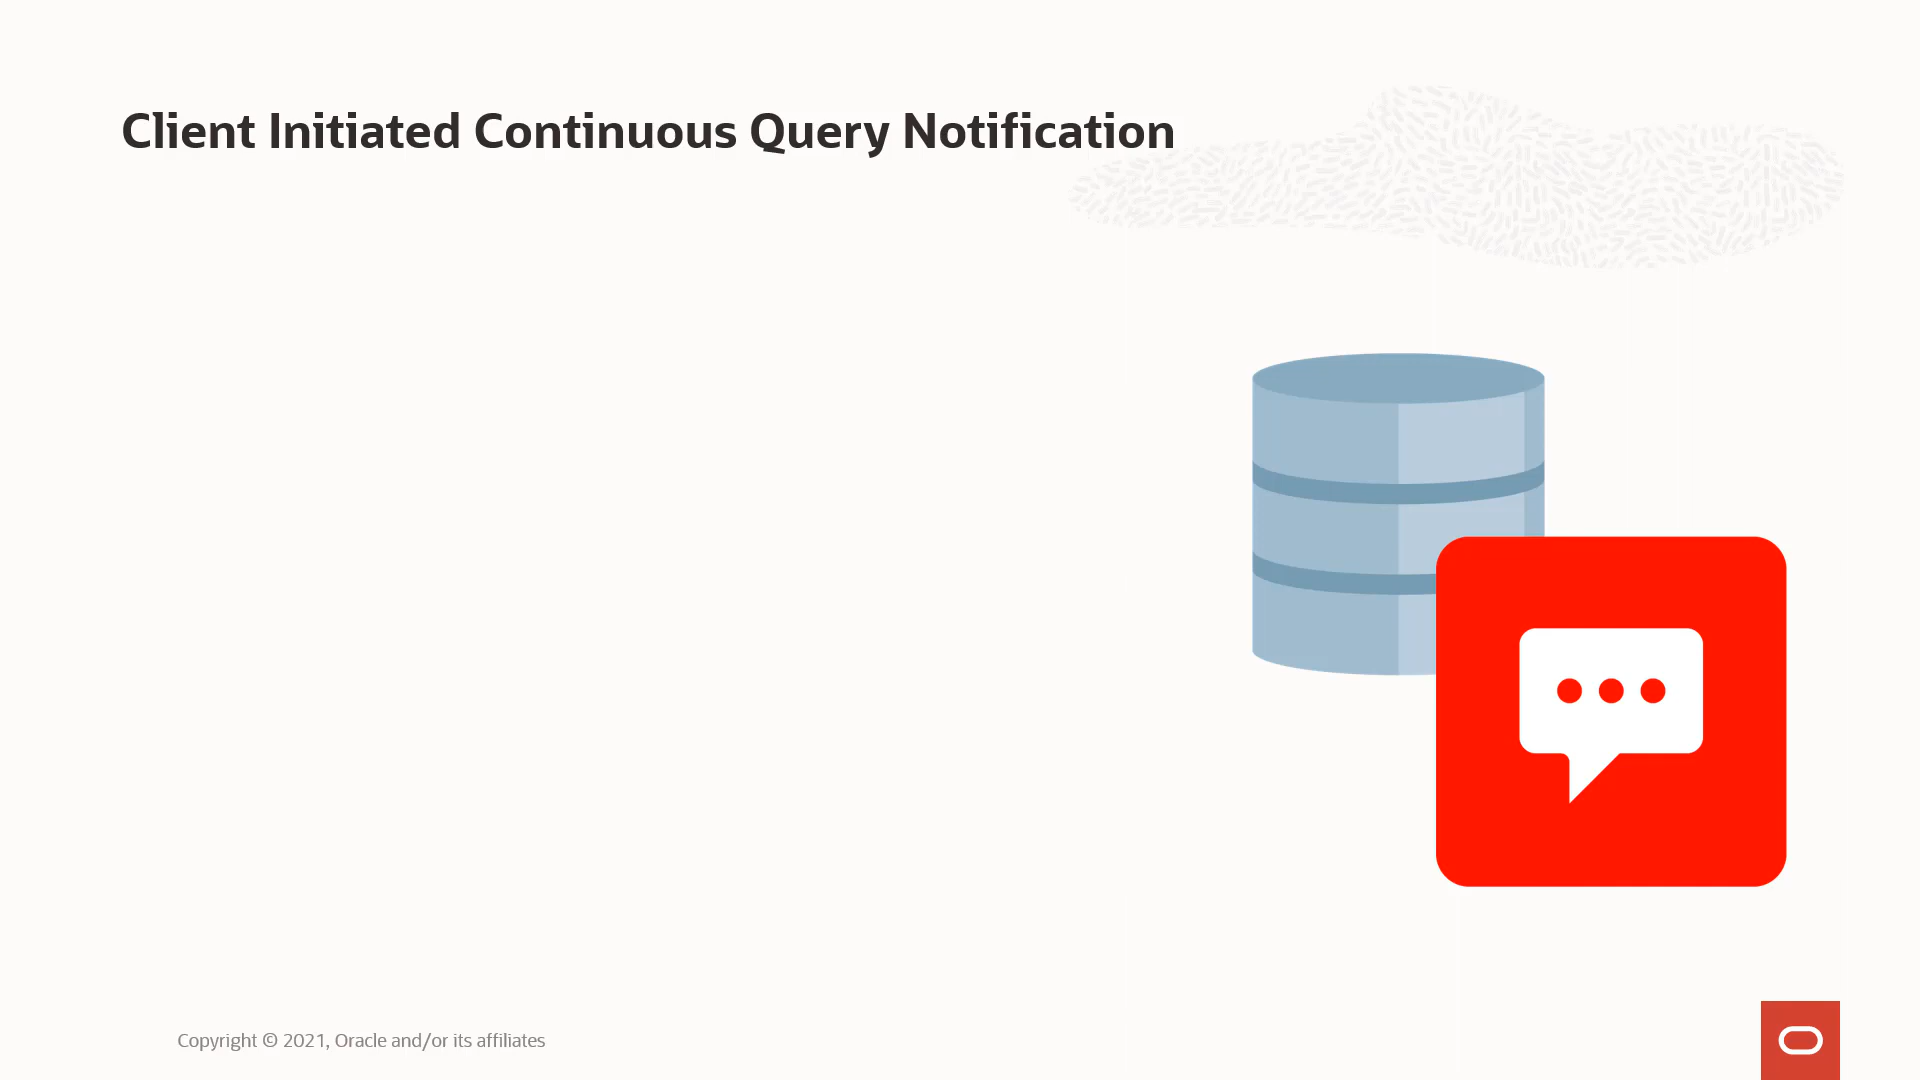 Client Initiated Continuous Query Notification
Copyright © 2021, Oracle and/or its affiliates